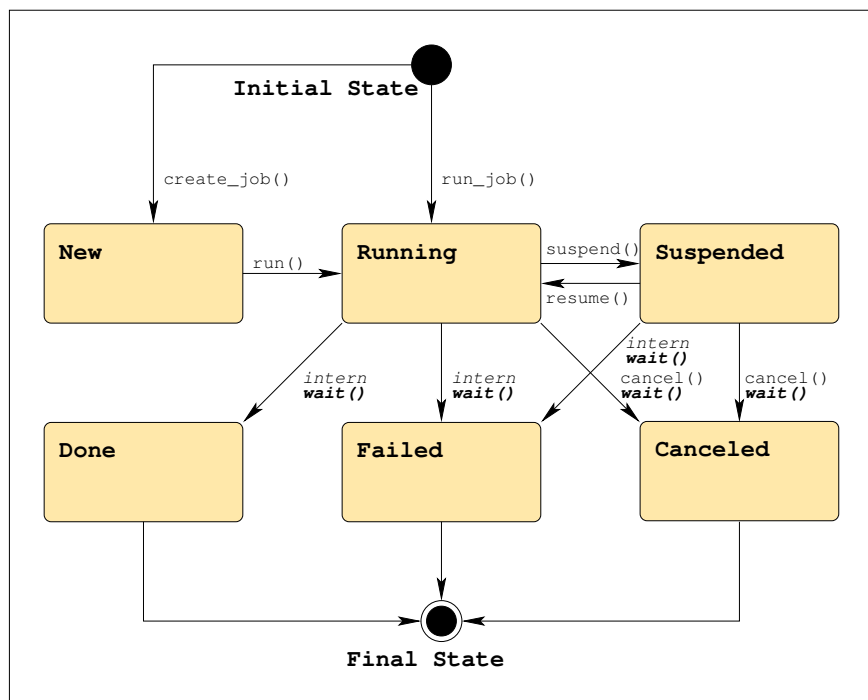 Initial State
create_job()
run_job()
New
run()
Running
suspend()
resume()
Suspended
intern
wait()
intern
wait()
intern
wait()
cancel()
wait()
cancel()
wait()
Done
Failed
Canceled
Final State